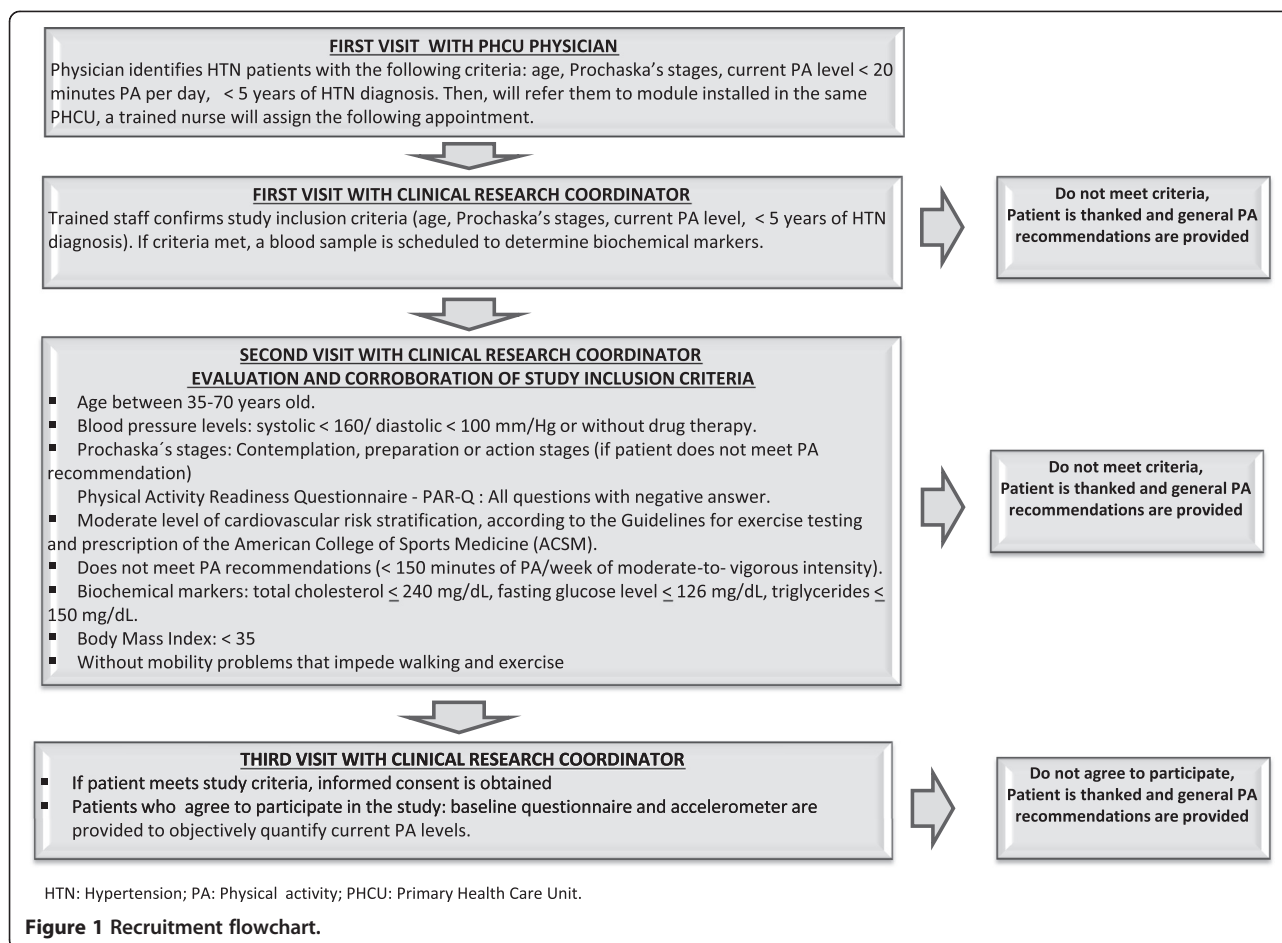 FIRST VISIT WITH PHCU PHYSICIAN
Physician identifies HTN patients with the following criteria: age, Prochaska's stages, current PA level < 20
minutes PA per day, < 5 years of HTN diagnosis. Then, will refer them to module installed in the same
PHCU, a trained nurse will assign the following appointment.
FIRST VISIT WITH CLINICAL RESEARCH COORDINATOR
Trained staff confirms study inclusion criteria (age, Prochaska's stages, current PA level, < 5 years of HTN
diagnosis). If criteria met, a blood sample is scheduled to determine biochemical markers.
Do not meet criteria,
Patient is thanked and general PA
recommendations are provided
SECOND VISIT WITH CLINICAL RESEARCH COORDINATOR
EVALUATION AND CORROBORATION OF STUDY INCLUSION CRITERIA
▪ Age between 35-70 years old.
▪ Blood pressure levels: systolic < 160/ diastolic < 100 mm/Hg or without drug therapy.
▪ Prochaska´s stages: Contemplation, preparation or action stages (if patient does not meet PA
recommendation)
Physical Activity Readiness Questionnaire - PAR-Q : All questions with negative answer.
▪ Moderate level of cardiovascular risk stratification, according to the Guidelines for exercise testing
and prescription of the American College of Sports Medicine (ACSM).
▪ Does not meet PA recommendations (< 150 minutes of PA/week of moderate-to- vigorous intensity).
▪ Biochemical markers: total cholesterol ≤ 240 mg/dL, fasting glucose level ≤ 126 mg/dL, triglycerides ≤
150 mg/dL.
▪ Body Mass Index: < 35
▪ Without mobility problems that impede walking and exercise
Do not meet criteria,
Patient is thanked and general PA
recommendations are provided
THIRD VISIT WITH CLINICAL RESEARCH COORDINATOR
▪ If patient meets study criteria, informed consent is obtained
▪ Patients who agree to participate in the study: baseline questionnaire and accelerometer are
provided to objectively quantify current PA levels.
Do not agree to participate,
Patient is thanked and general PA
recommendations are provided
HTN: Hypertension; PA: Physical activity; PHCU: Primary Health Care Unit.
Figure 1 Recruitment flowchart.